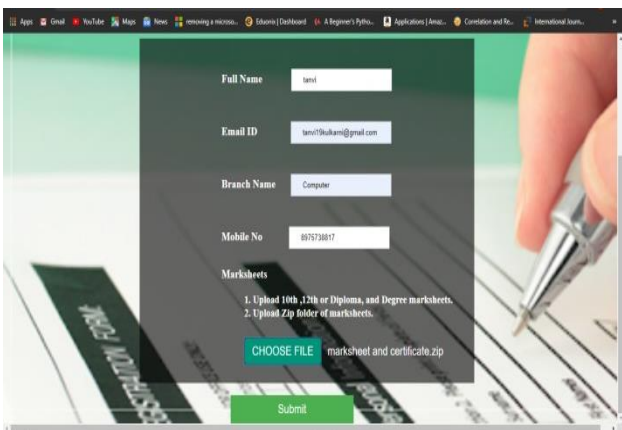 Apps Gmail YouTube Maps News removing a microso... Eduonix | Dashboard A Beginner's Pytho... Applications | Amaz... Correlation and Re... International Journ...
Full Name tanvi
Email ID tanvi19kulkarni@gmail.com
Branch Name Computer
Mobile No 8975738817
Marksheets
1. Upload 10th ,12th or Diploma, and Degree marksheets.
2. Upload Zip folder of marksheets.
CHOOSE FILE marksheet and certificate.zip
Submit